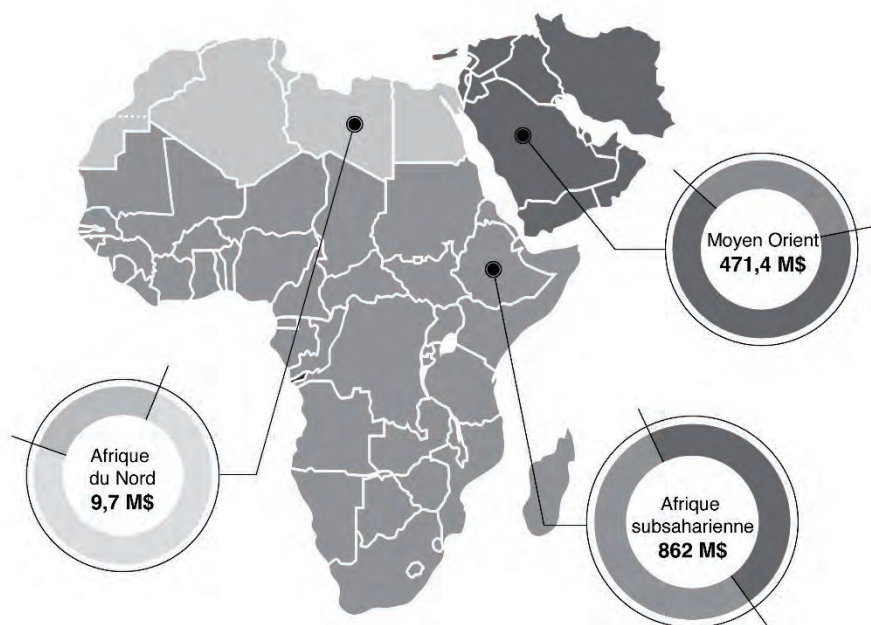 Moyen Orient
471,4 M$
Afrique
du Nord
9,7 M$
Afrique
subsaharienne
862 M$